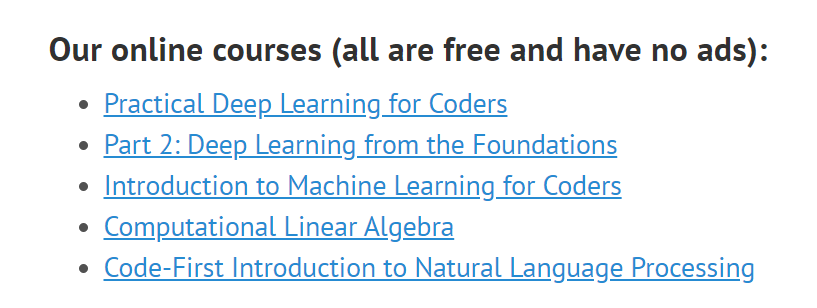 Our online courses (all are free and have no ads):
• Practical Deep Learning for Coders
• Part 2: Deep Learning from the Foundations
• Introduction to Machine Learning for Coders
• Computational Linear Algebra
• Code-First Introduction to Natural Language Processing